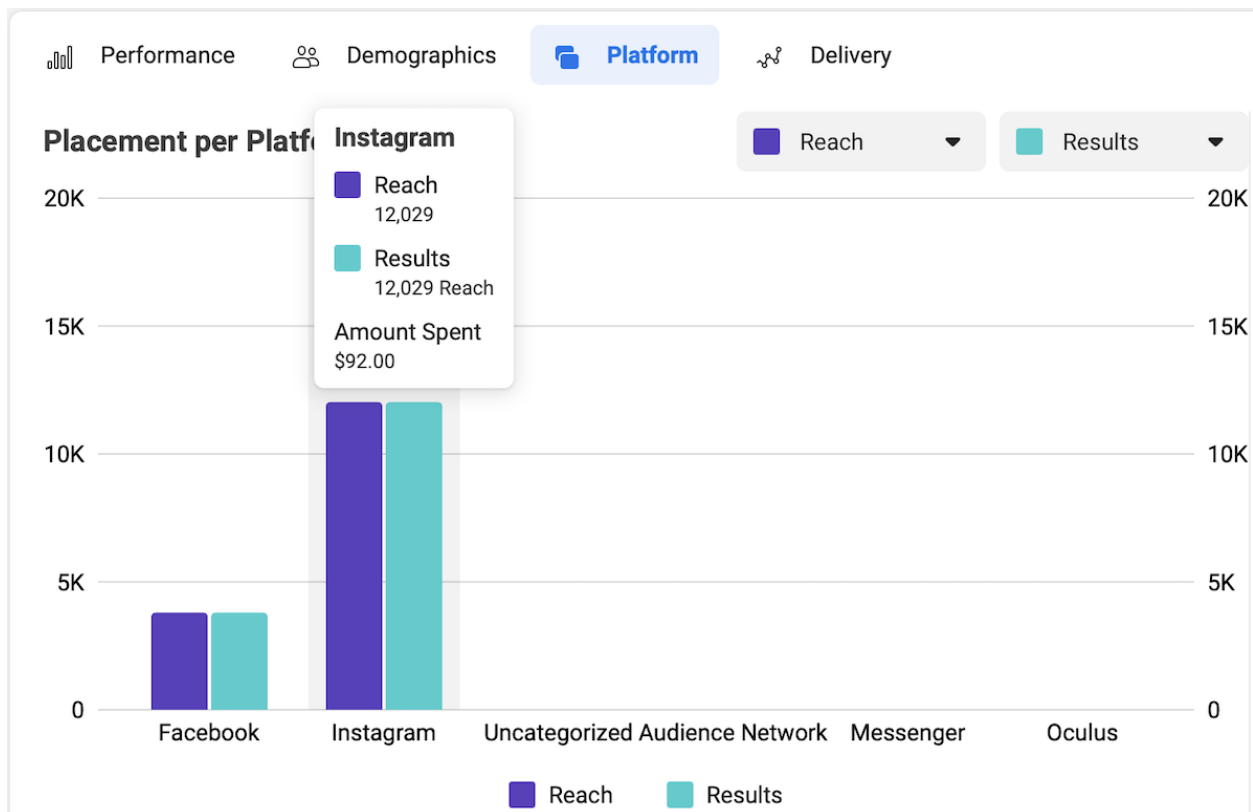 Performance Demographics Platform Delivery
Placement per Platf
Instagram
Reach
12,029
Results
12,029 Reach
Amount Spent
$92.00
Reach Results
20K 20K
15K 15K
10K 10K
5K 5K
0 0
Facebook Instagram Uncategorized Audience Network Messenger Oculus
Reach Results